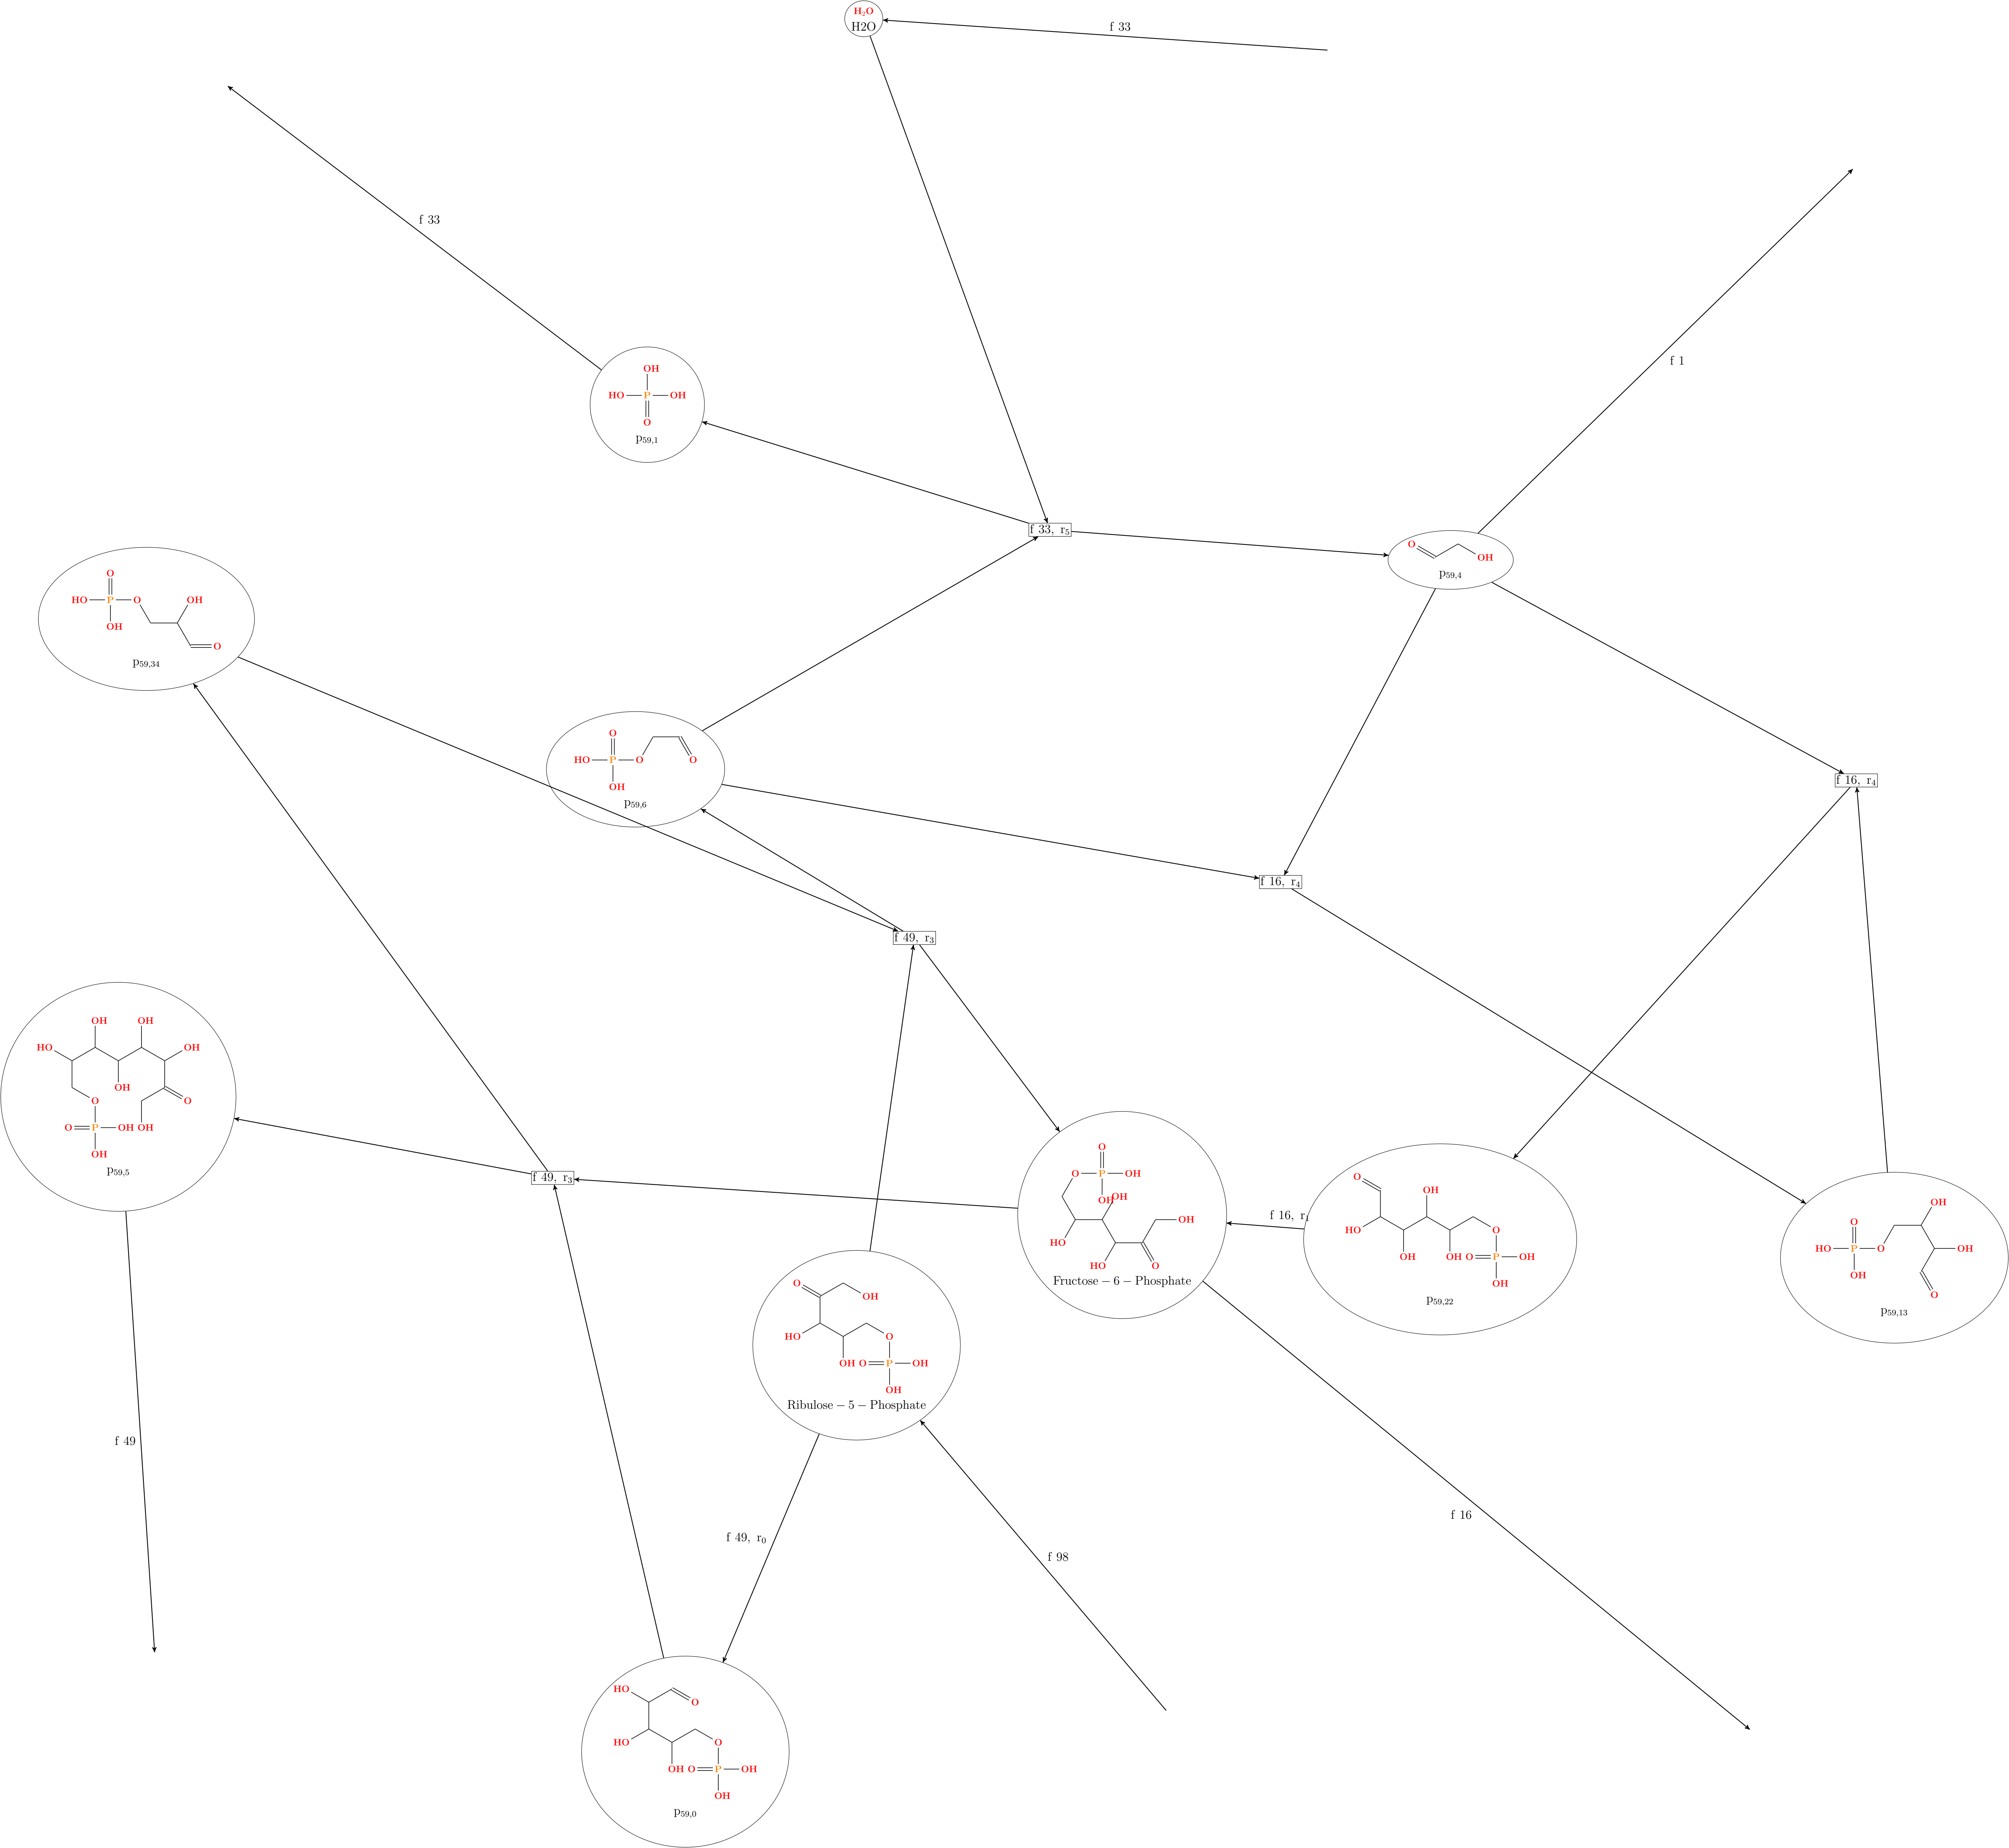 H₂O
H2O
f 33
f 33
f 1
OH
HO P OH
O
p₅₉,₁
f 33, r₅
O
OH
p₅₉,₄
O
HO P O OH
OH
O
p₅₉,₃₄
O
HO P O O
OH
p₅₉,₆
f 16, r₄
f 16, r₄
f 49, r₃
OH OH
HO OH
OH
O O
O P OH OH
OH
p₅₉,₅
f 49, r₃
O
O P OH
OH OH
OH
HO
HO O
Fructose − 6 − Phosphate
f 16, r₁
O
OH
HO O
OH OH O P OH
OH
p₅₉,₂₂
OH
O
HO P O OH
OH
O
p₅₉,₁₃
O
OH
HO O
OH O P OH
OH
Ribulose − 5 − Phosphate
f 49
f 49, r₀
f 98
f 16
HO
O
HO O
OH O P OH
OH
p₅₉,₀